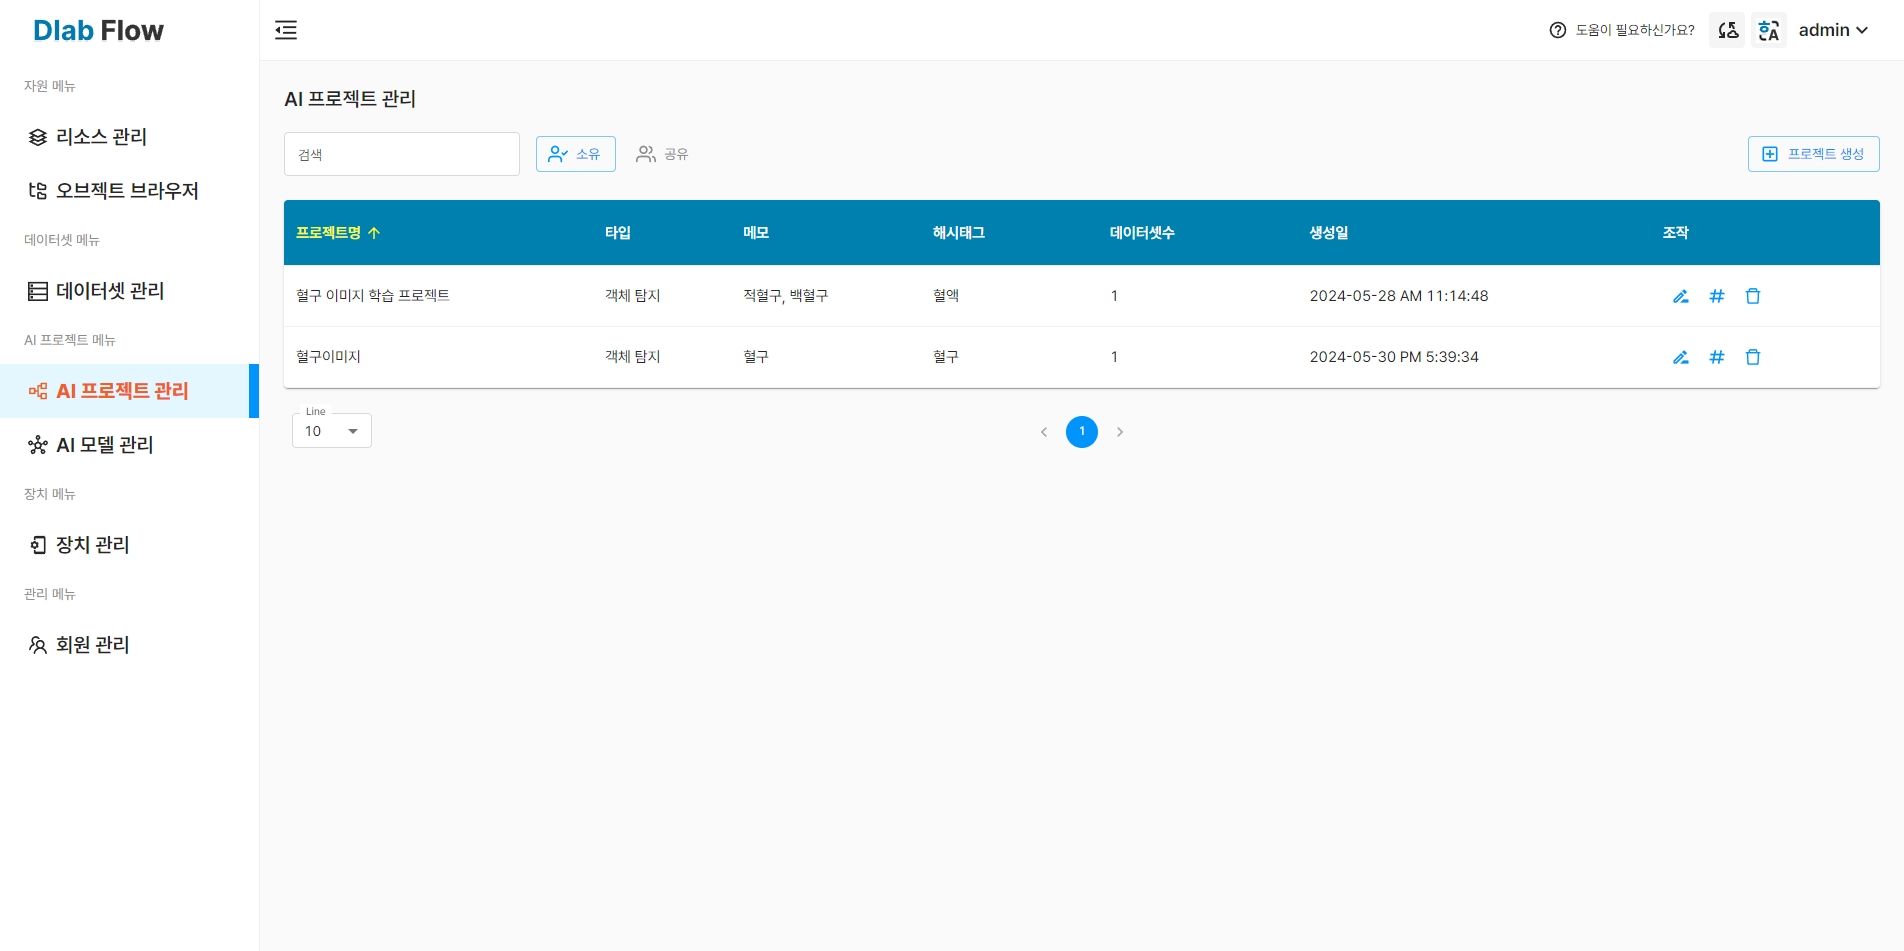 Dlab Flow
도움이 필요하신가요?
admin
자원 메뉴
리소스 관리
오브젝트 브라우저
데이터셋 메뉴
데이터셋 관리
AI 프로젝트 메뉴
AI 프로젝트 관리
AI 모델 관리
장치 메뉴
장치 관리
관리 메뉴
회원 관리
AI 프로젝트 관리
검색
소유
공유
프로젝트 생성
프로젝트명 타입 메모 해시태그 데이터셋수 생성일 조작
혈구 이미지 학습 프로젝트 객체 탐지 적혈구, 백혈구 혈액 1 2024-05-28 AM 11:14:48
혈구이미지 객체 탐지 혈구 혈구 1 2024-05-30 PM 5:39:34
Line
10
1